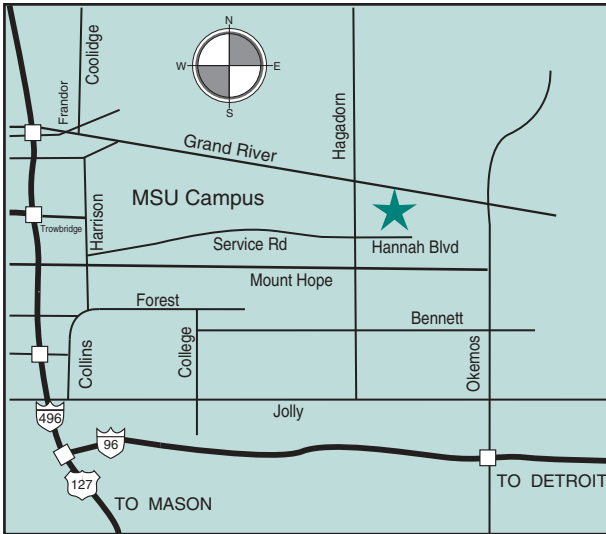 N
W
E
S
Coolidge
Frandor
Hagadorn
Grand River
MSU Campus
Harrison
Trowbridge
Service Rd
Hannah Blvd
Mount Hope
Forest
Bennett
College
Collins
Okemos
Jolly
496
96
127
TO MASON
TO DETROIT